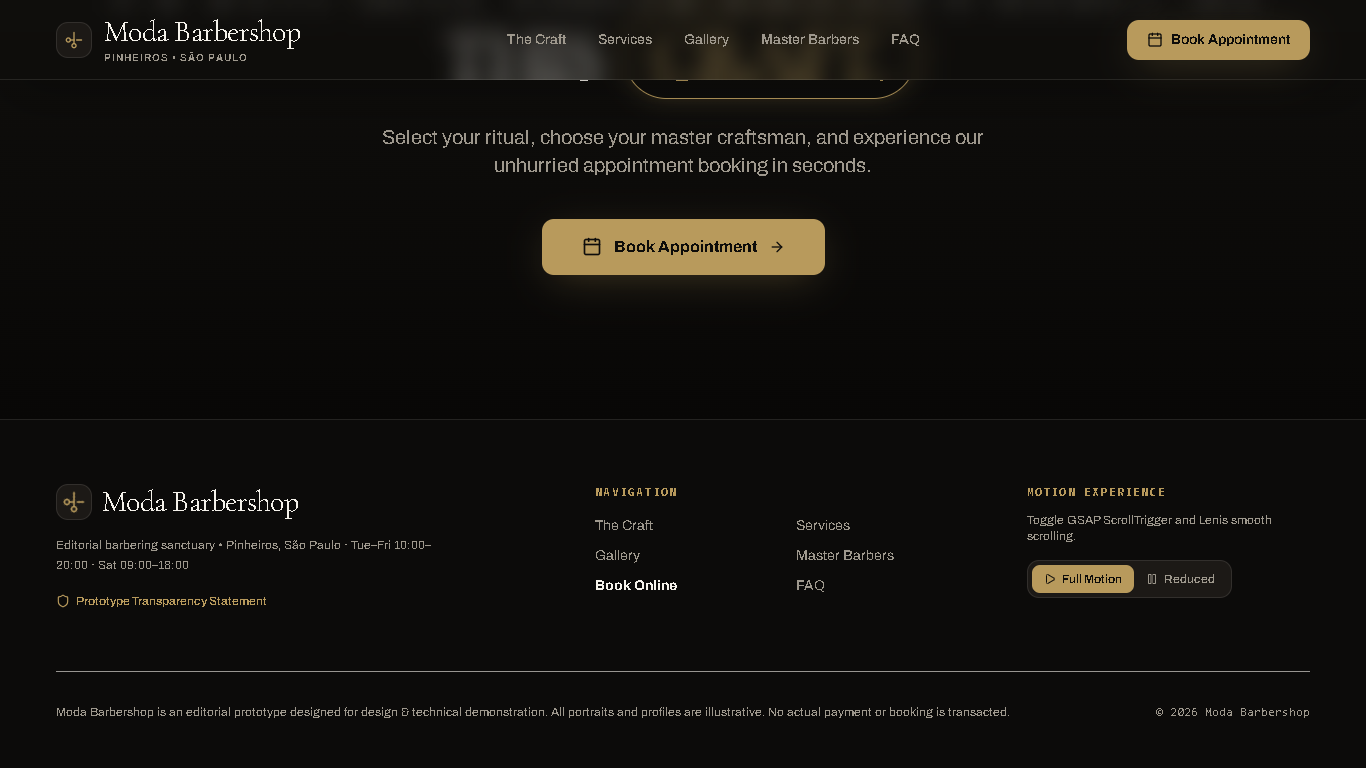 Moda Barbershop
PINHEIROS • SÃO PAULO
The Craft
Services
Gallery
Master Barbers
FAQ
Book Appointment
Select your ritual, choose your master craftsman, and experience our
unhurried appointment booking in seconds.
Book Appointment
Moda Barbershop
Editorial barbering sanctuary • Pinheiros, São Paulo · Tue–Fri 10:00–
20:00 · Sat 09:00–18:00
Prototype Transparency Statement
NAVIGATION
The Craft
Services
Gallery
Master Barbers
Book Online
FAQ
MOTION EXPERIENCE
Toggle GSAP ScrollTrigger and Lenis smooth
scrolling.
Full Motion
Reduced
Moda Barbershop is an editorial prototype designed for design & technical demonstration. All portraits and profiles are illustrative. No actual payment or booking is transacted.
© 2026 Moda Barbershop